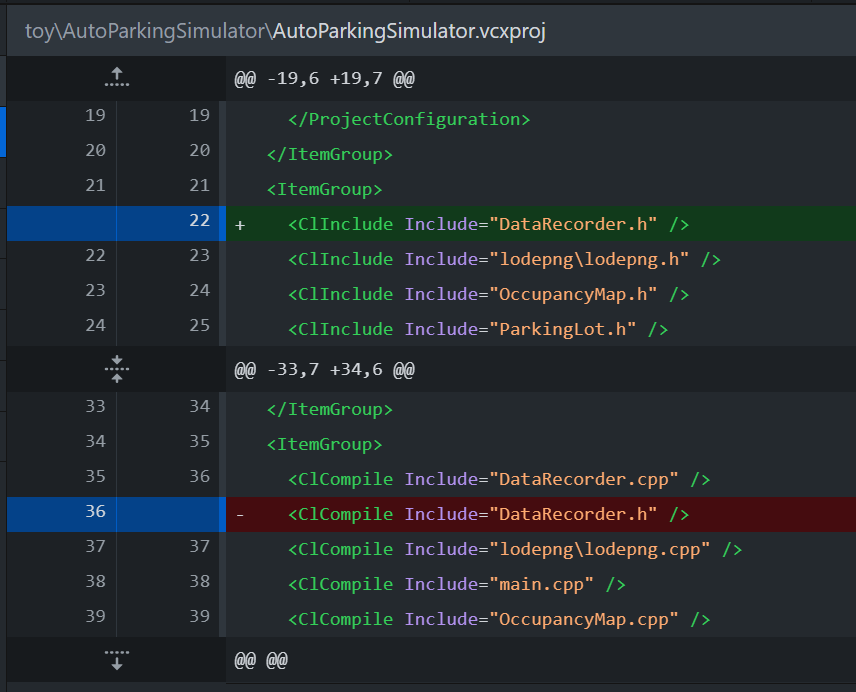 toy\AutoParkingSimulator\AutoParkingSimulator.vcxproj
@@ -19,6 +19,7 @@
19 19 </ProjectConfiguration>
20 20 </ItemGroup>
21 21 <ItemGroup>
22 + <ClInclude Include="DataRecorder.h" />
22 23 <ClInclude Include="lodepng\lodepng.h" />
23 24 <ClInclude Include="OccupancyMap.h" />
24 25 <ClInclude Include="ParkingLot.h" />
@@ -33,7 +34,6 @@
33 34 </ItemGroup>
34 35 <ItemGroup>
35 36 <ClCompile Include="DataRecorder.cpp" />
36 - <ClCompile Include="DataRecorder.h" />
37 37 <ClCompile Include="lodepng\lodepng.cpp" />
38 38 <ClCompile Include="main.cpp" />
39 39 <ClCompile Include="OccupancyMap.cpp" />
@@ @@